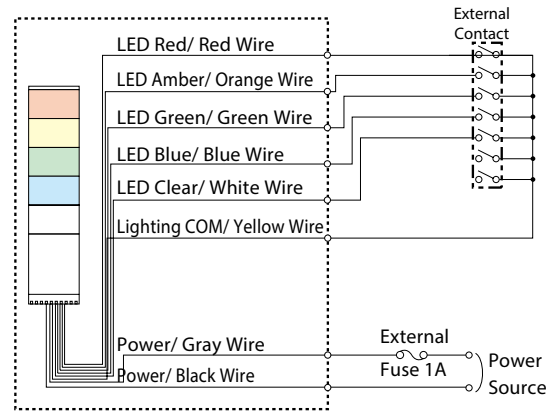 External
Contact
LED Red/ Red Wire
LED Amber/ Orange Wire
LED Green/ Green Wire
LED Blue/ Blue Wire
LED Clear/ White Wire
Lighting COM/ Yellow Wire
Power/ Gray Wire
External
Fuse 1A
Power/ Black Wire
Power
Source